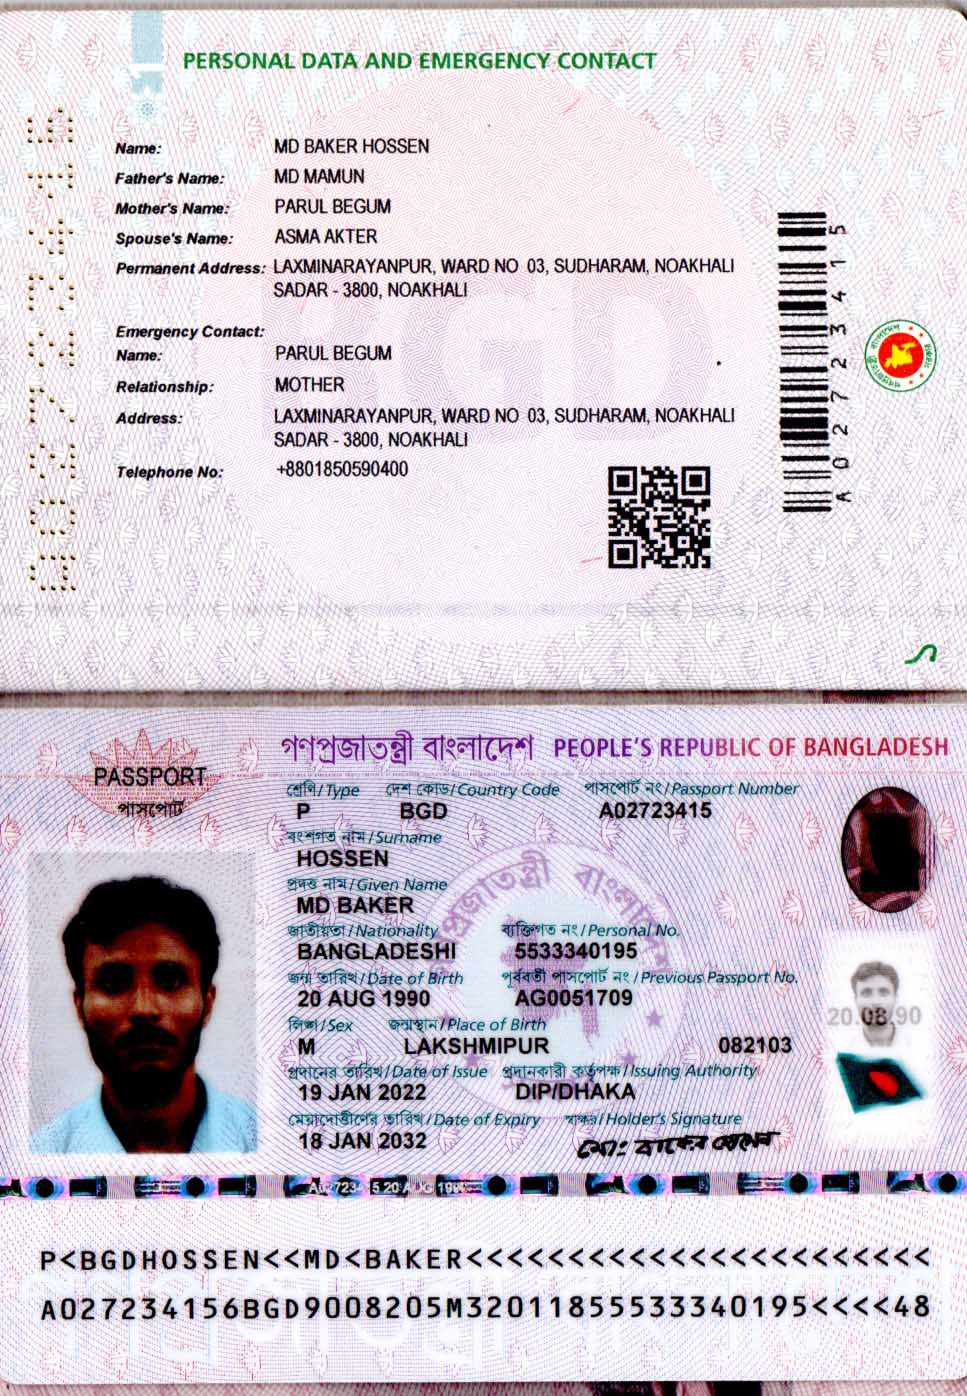 PERSONAL DATA AND EMERGENCY CONTACT
Name: MD BAKER HOSSEN
Father's Name: MD MAMUN
Mother's Name: PARUL BEGUM
Spouse's Name: ASMA AKTER
Permanent Address: LAXMINARAYANPUR, WARD NO 03, SUDHARAM, NOAKHALI
SADAR - 3800, NOAKHALI
Emergency Contact:
Name: PARUL BEGUM
Relationship: MOTHER
Address: LAXMINARAYANPUR, WARD NO 03, SUDHARAM, NOAKHALI
SADAR - 3800, NOAKHALI
Telephone No: +8801850590400
A02723415
A02723415
গণপ্রজাতন্ত্রী বাংলাদেশ PEOPLE'S REPUBLIC OF BANGLADESH
PASSPORT
পাসপোর্ট
শ্রেণি/Type দেশ কোড/Country Code পাসপোর্ট নং/Passport Number
P BGD A02723415
বংশগত নাম/Surname
HOSSEN
প্রদত্ত নাম/Given Name
MD BAKER
জাতীয়তা/Nationality ব্যক্তিগত নং/Personal No.
BANGLADESHI 5533340195
জন্ম তারিখ/Date of Birth পূর্ববর্তী পাসপোর্ট নং/Previous Passport No.
20 AUG 1990 AG0051709
লিঙ্গ/Sex জন্মস্থান/Place of Birth
M LAKSHMIPUR 082103
প্রদানের তারিখ/Date of Issue প্রদানকারী কর্তৃপক্ষ/Issuing Authority
19 JAN 2022 DIP/DHAKA
মেয়াদোত্তীর্ণের তারিখ/Date of Expiry স্বাক্ষর/Holder's Signature
18 JAN 2032 মোঃ বাকের হোসেন
20.08.90
P<BGDHOSSEN<<MD<BAKER<<<<<<<<<<<<<<<<<<<<<<<
A027234156BGD9008205M32011855533340195<<<<48